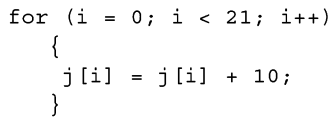 for (i = 0; i < 21; i++)
{
j[i] = j[i] + 10;
}